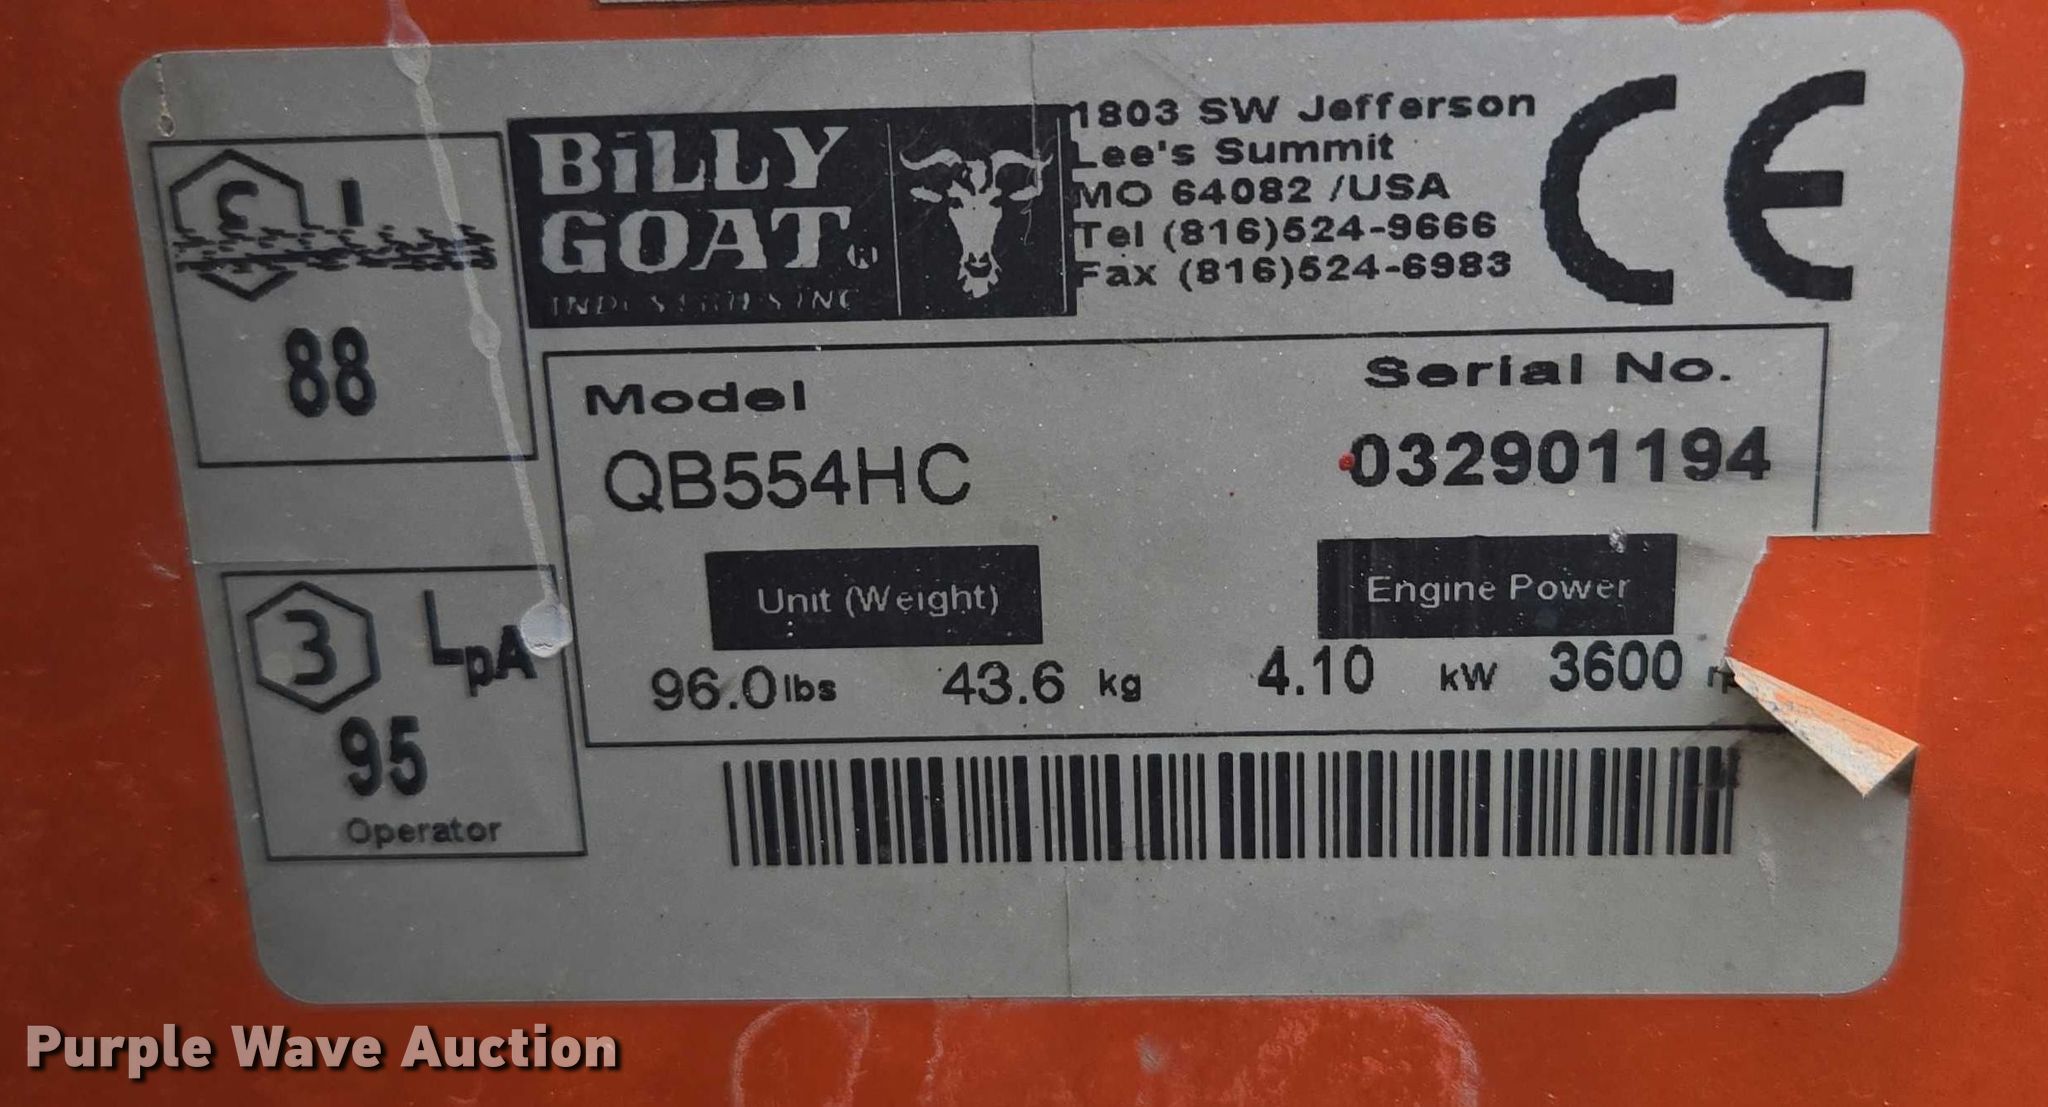 BiLLY
GOAT®
INDUSTRIES INC
1803 SW Jefferson
Lee's Summit
MO 64082 /USA
Tel (816)524-9666
Fax (816)524-6983
CE
88
Model
Serial No.
QB554HC
032901194
Unit (Weight)
Engine Power
96.0 lbs 43.6 kg
4.10 kW 3600
3 LpA
95
Operator
Purple Wave Auction